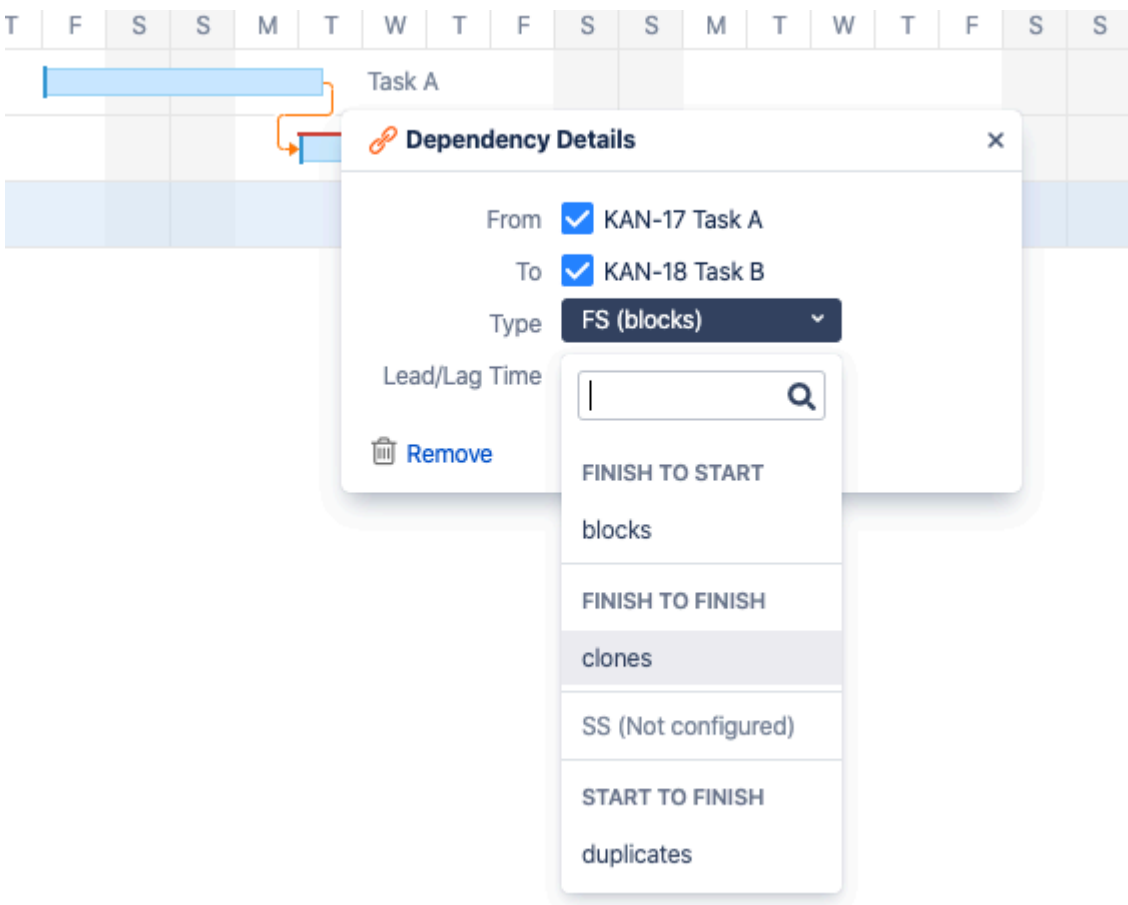 T F S S M T W T F S S M T W T F S S
Task A
Dependency Details
From KAN-17 Task A
To KAN-18 Task B
Type FS (blocks)
Lead/Lag Time
Remove
FINISH TO START
blocks
FINISH TO FINISH
clones
SS (Not configured)
START TO FINISH
duplicates